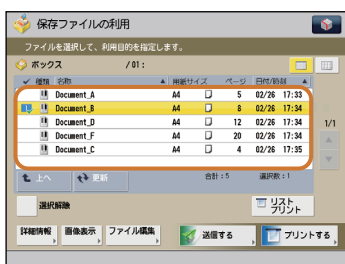 保存ファイルの利用
ファイルを選択して、利用目的を指定します。
ボックス /01:
✓ 種類 名称 ▲ 用紙サイズ ページ 日付/時刻 ▲
Document_A A4 5 02/26 17:33
1 Document_B A4 8 02/26 17:34
Document_D A4 12 02/26 17:34
Document_F A4 20 02/26 17:34
Document_C A4 4 02/26 17:35
1/1
上へ 更新 合計:5 選択数:1
選択解除 リストプリント
詳細情報 画像表示 ファイル編集 送信する プリントする